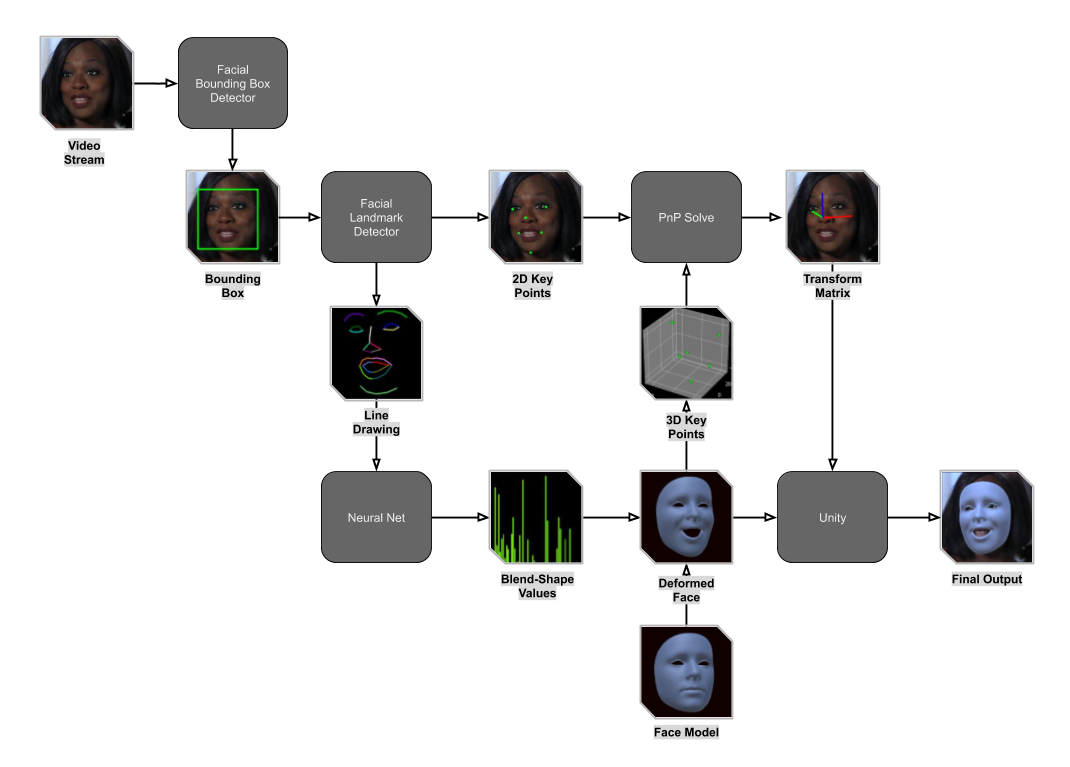 Facial
Bounding Box
Detector
Video
Stream
Facial
Landmark
Detector
PnP Solve
Bounding
Box
2D Key
Points
Transform
Matrix
Line
Drawing
3D Key
Points
Neural Net
Unity
Blend-Shape
Values
Deformed
Face
Final Output
Face Model